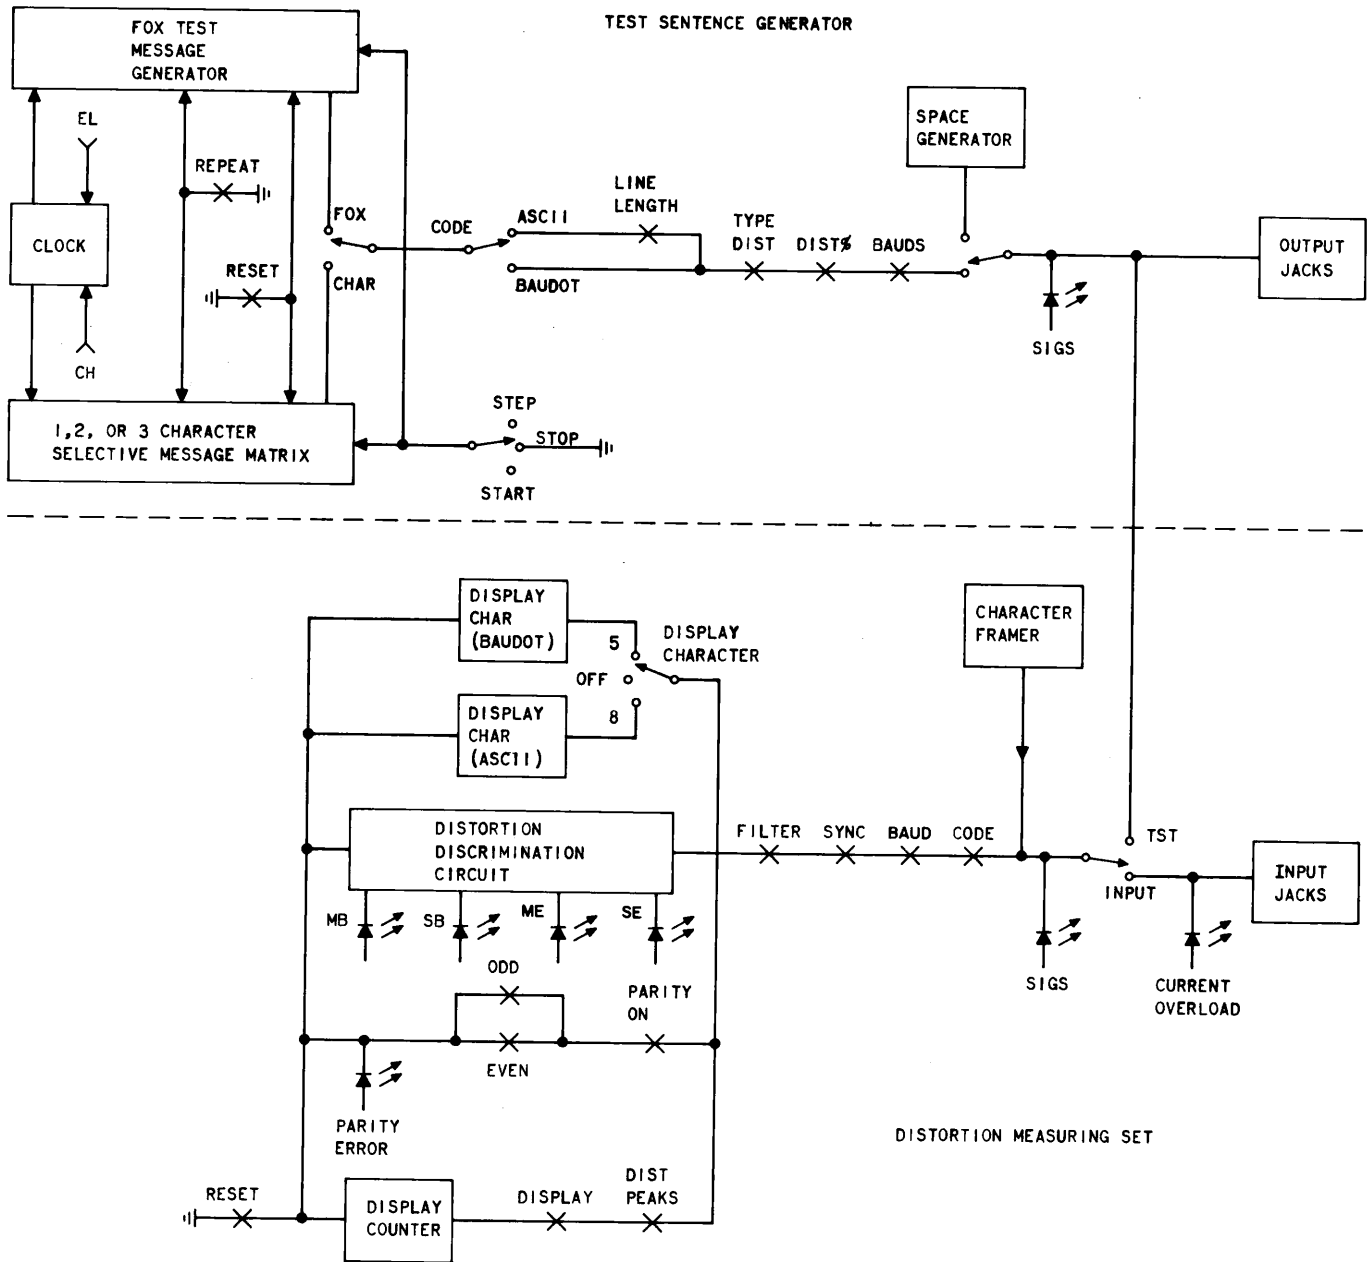 TEST SENTENCE GENERATOR
FOX TEST
MESSAGE
GENERATOR
EL
REPEAT
CLOCK
RESET
CH
FOX
CHAR
CODE
ASCII
BAUDOT
LINE
LENGTH
TYPE
DIST
DIST%
BAUDS
SPACE
GENERATOR
SIGS
OUTPUT
JACKS
1,2, OR 3 CHARACTER
SELECTIVE MESSAGE MATRIX
STEP
STOP
START
DISPLAY
CHAR
(BAUDOT)
5
DISPLAY
CHARACTER
OFF
8
DISPLAY
CHAR
(ASCII)
CHARACTER
FRAMER
DISTORTION
DISCRIMINATION
CIRCUIT
FILTER
SYNC
BAUD
CODE
TST
INPUT
INPUT
JACKS
MB
SB
ME
SE
SIGS
CURRENT
OVERLOAD
ODD
EVEN
PARITY
ON
PARITY
ERROR
DISTORTION MEASURING SET
RESET
DISPLAY
COUNTER
DISPLAY
DIST
PEAKS